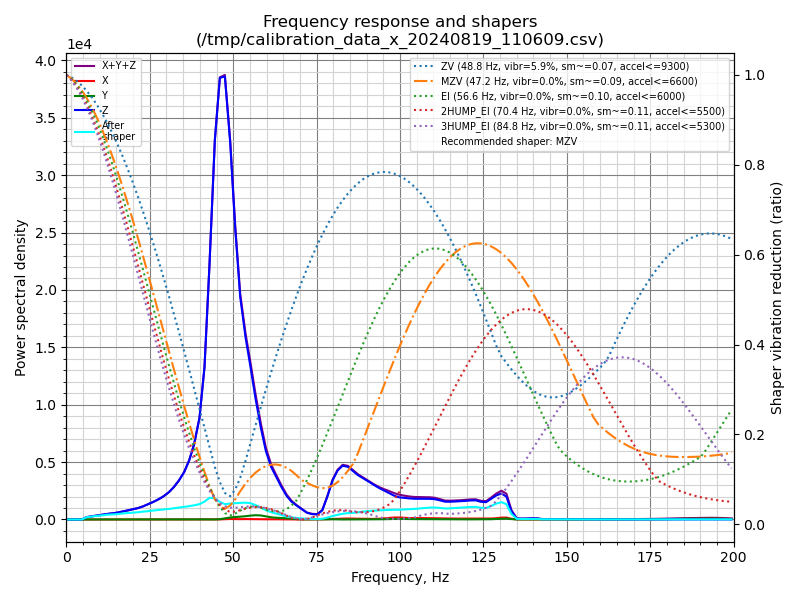 Frequency response and shapers
(/tmp/calibration_data_x_20240819_110609.csv)
1e4
X+Y+Z
X
Y
Z
After
shaper
ZV (48.8 Hz, vibr=5.9%, sm~=0.07, accel<=9300)
MZV (47.2 Hz, vibr=0.0%, sm~=0.09, accel<=6600)
EI (56.6 Hz, vibr=0.0%, sm~=0.10, accel<=6000)
2HUMP_EI (70.4 Hz, vibr=0.0%, sm~=0.11, accel<=5500)
3HUMP_EI (84.8 Hz, vibr=0.0%, sm~=0.11, accel<=5300)
Recommended shaper: MZV
4.0
3.5
3.0
2.5
2.0
1.5
1.0
0.5
0.0
Power spectral density
1.0
0.8
0.6
0.4
0.2
0.0
Shaper vibration reduction (ratio)
0 25 50 75 100 125 150 175 200
Frequency, Hz